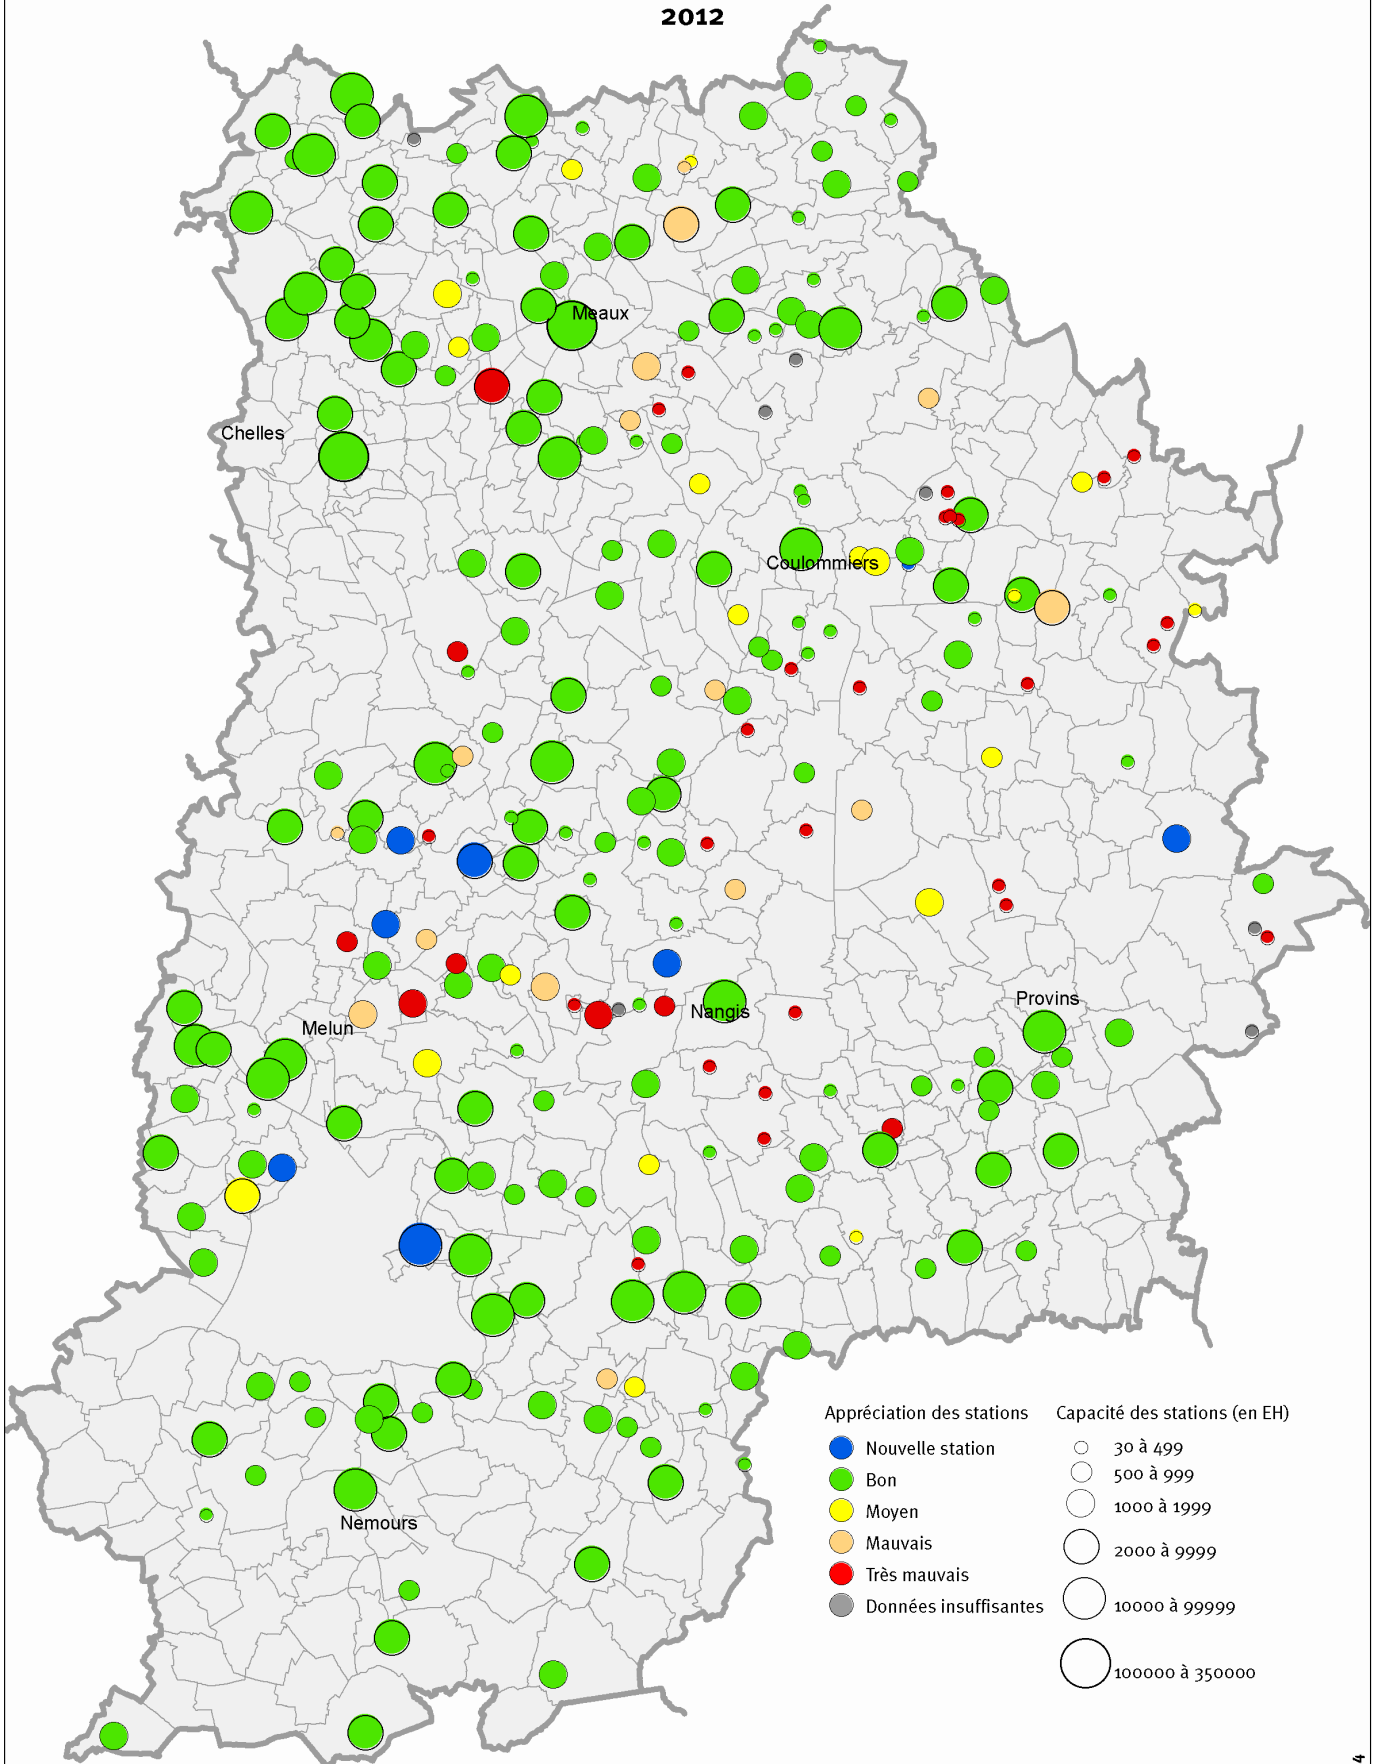 2012
Meaux
Chelles
Coulommiers
Provins
Nangis
Melun
Nemours
Appréciation des stations
Nouvelle station
Bon
Moyen
Mauvais
Très mauvais
Données insuffisantes
Capacité des stations (en EH)
30 à 499
500 à 999
1000 à 1999
2000 à 9999
10000 à 99999
100000 à 350000
4